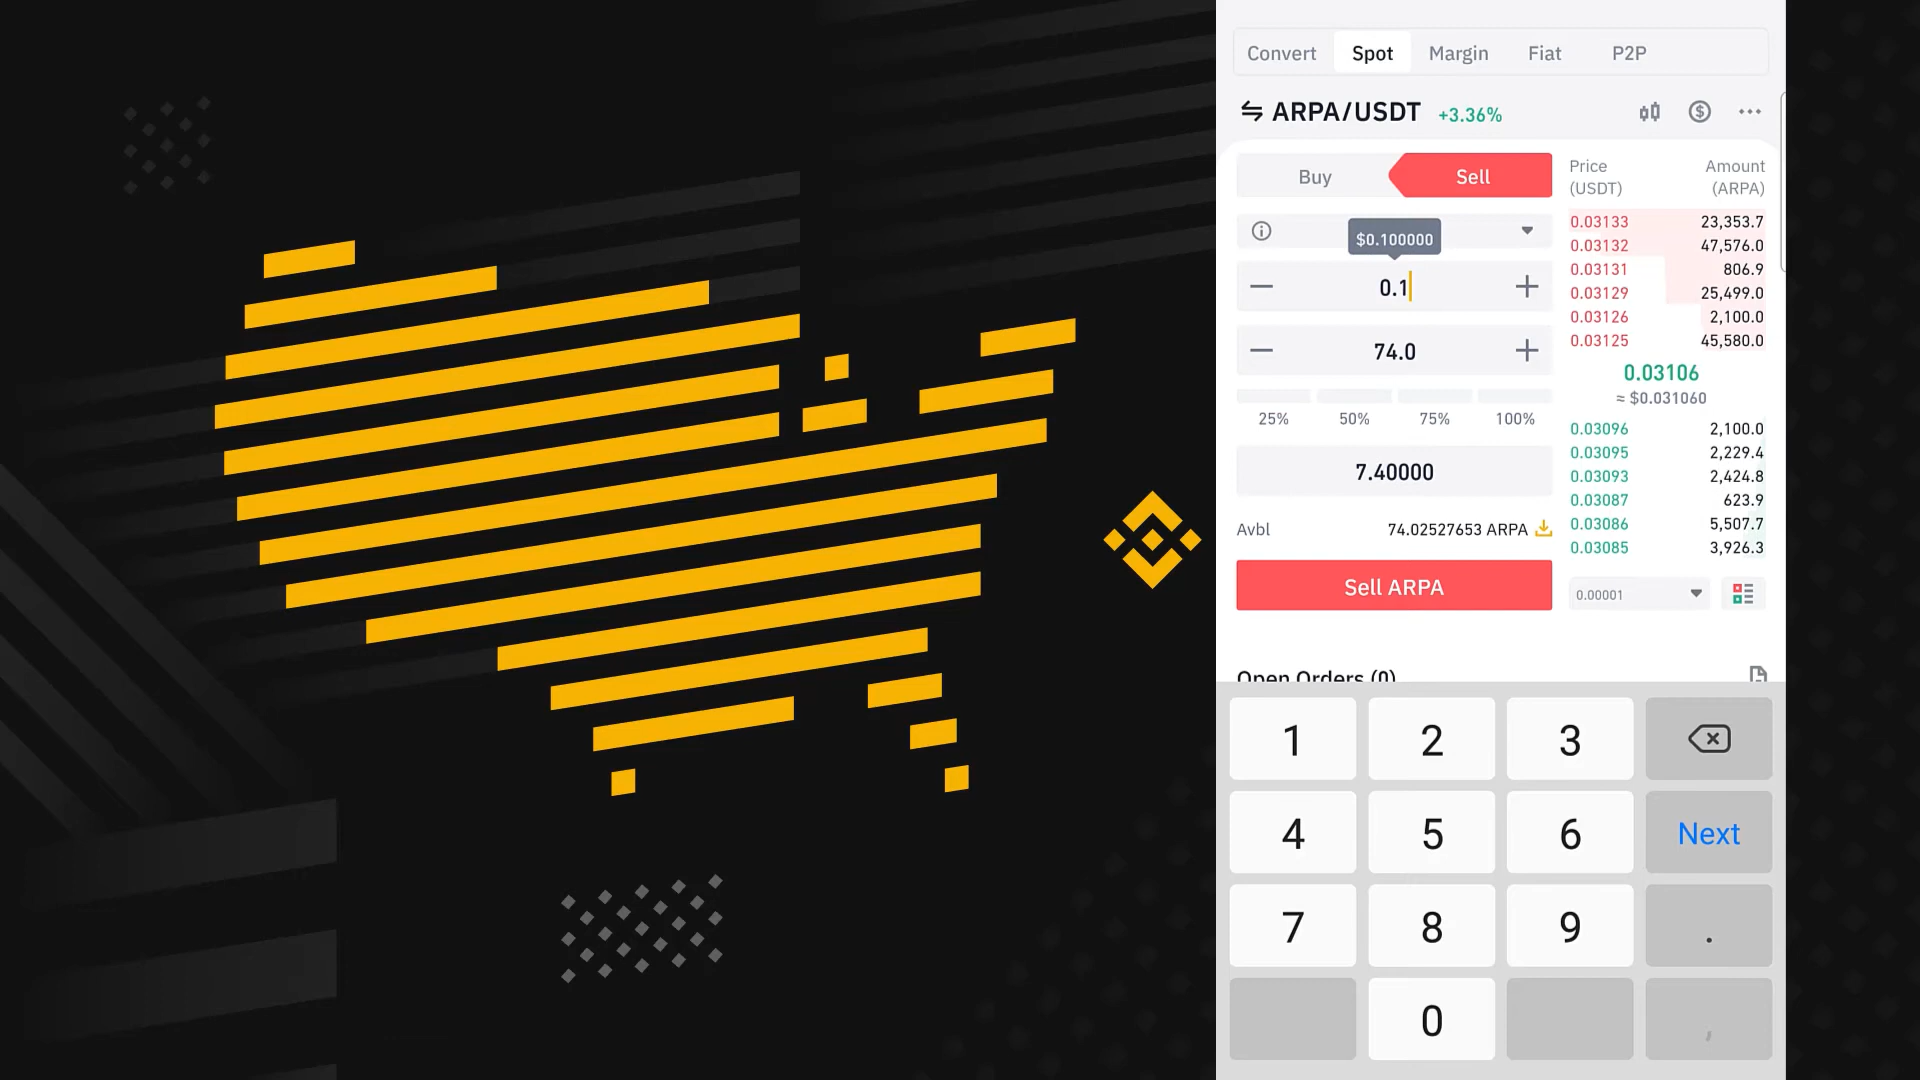 Convert Spot Margin Fiat P2P
ARPA/USDT +3.36%
Buy Sell
$0.100000
0.1
74.0
25% 50% 75% 100%
7.40000
Avbl 74.02527653 ARPA
Sell ARPA
Price Amount
(USDT) (ARPA)
0.03133 23,353.7
0.03132 47,576.0
0.03131 806.9
0.03129 25,499.0
0.03126 2,100.0
0.03125 45,580.0
0.03106
≈ $0.031060
0.03096 2,100.0
0.03095 2,229.4
0.03093 2,424.8
0.03087 623.9
0.03086 5,507.7
0.03085 3,926.3
0.00001
Open Orders (0)
1 2 3
4 5 6 Next
7 8 9 .
0 ,